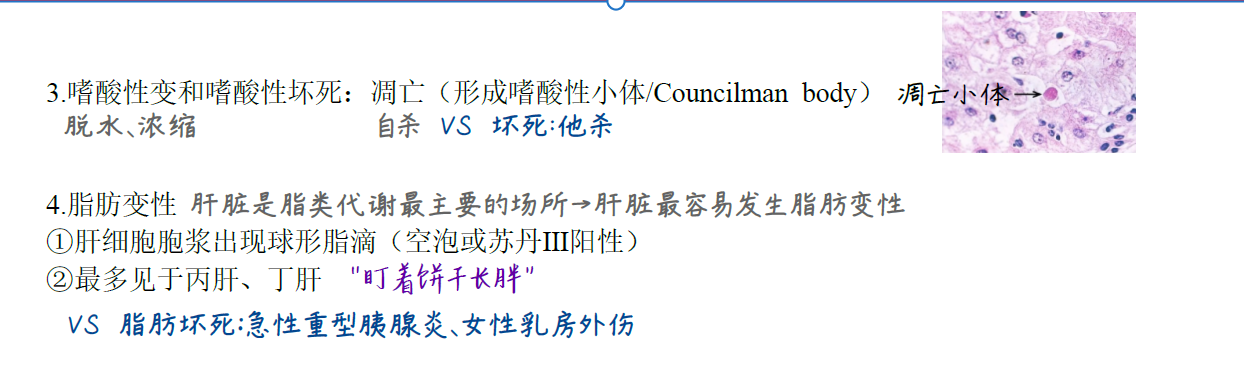 3.嗜酸性变和嗜酸性坏死：凋亡（形成嗜酸性小体/Councilman body） 凋亡小体→
脱水、浓缩 自杀 VS 坏死:他杀
4.脂肪变性 肝脏是脂类代谢最主要的场所→肝脏最容易发生脂肪变性
①肝细胞胞浆出现球形脂滴（空泡或苏丹III阳性）
②最多见于丙肝、丁肝 "盯着饼干长胖"
VS 脂肪坏死:急性重型胰腺炎、女性乳房外伤